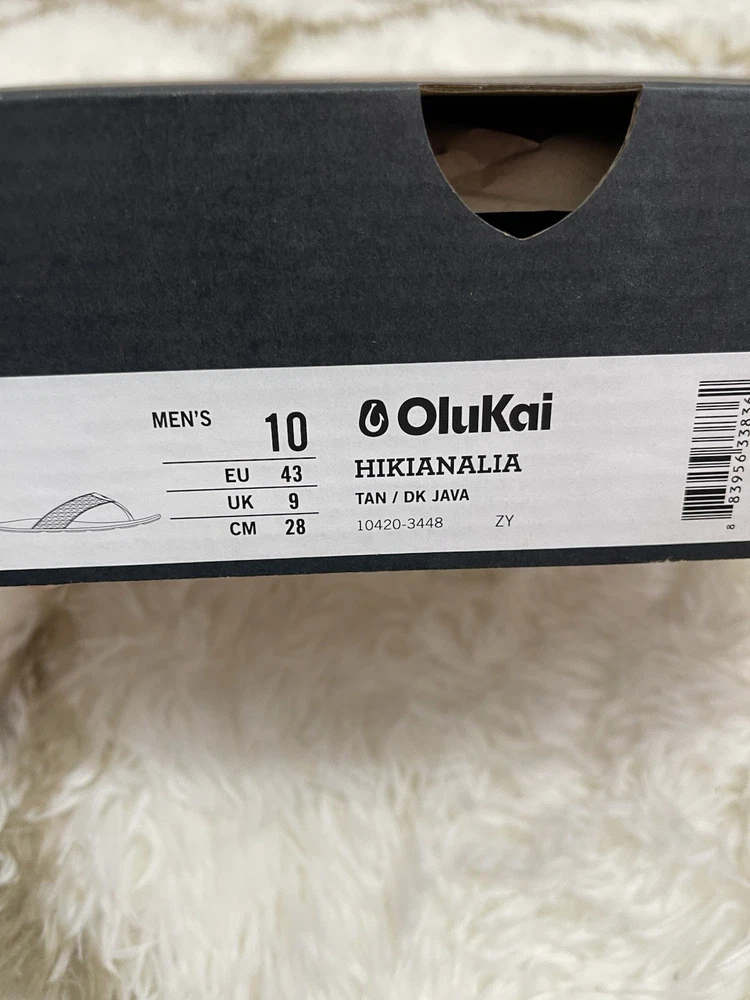 MEN'S 10
EU 43
UK 9
CM 28
OluKai
HIKIANALIA
TAN / DK JAVA
10420-3448 ZY